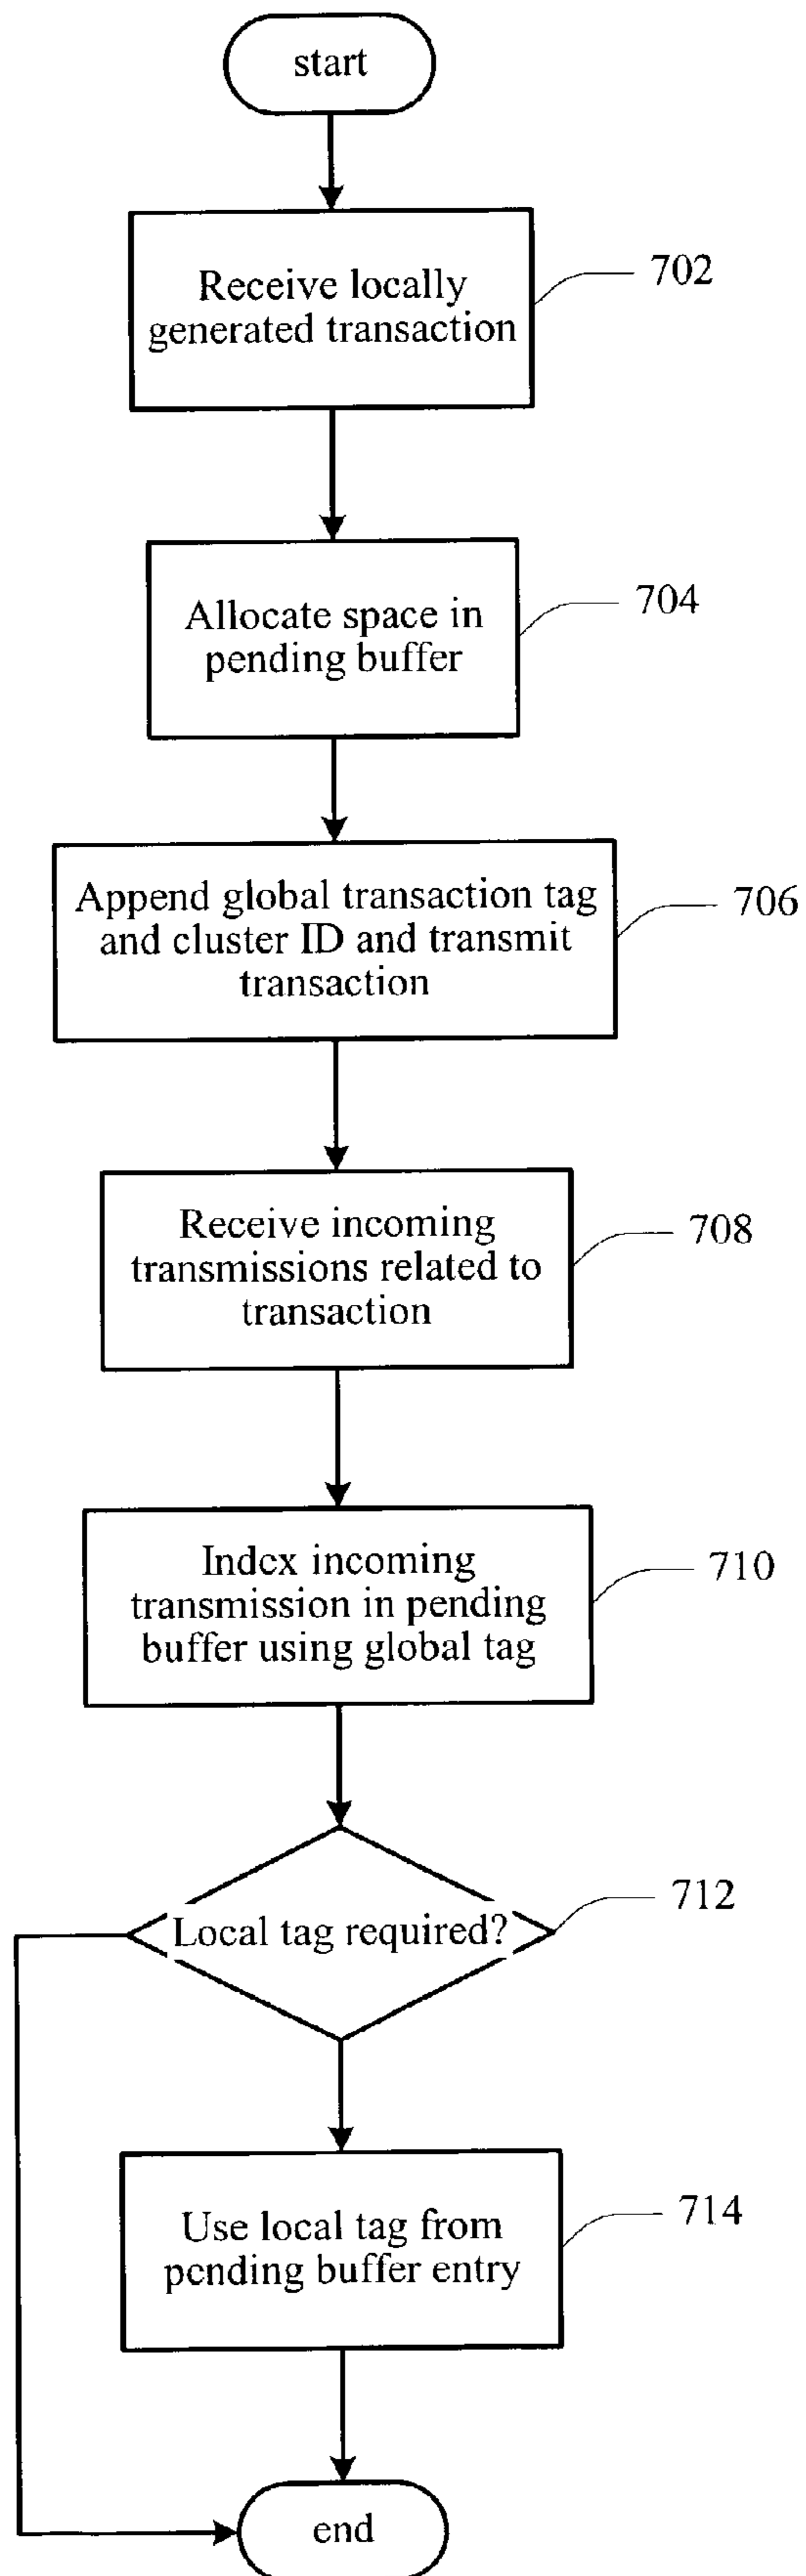 start
Receive locally
generated transaction
702
Allocate space in
pending buffer
704
Append global transaction tag
and cluster ID and transmit
transaction
706
Receive incoming
transmissions related to
transaction
708
Index incoming
transmission in pending
buffer using global tag
710
Local tag required?
712
Use local tag from
pending buffer entry
714
end